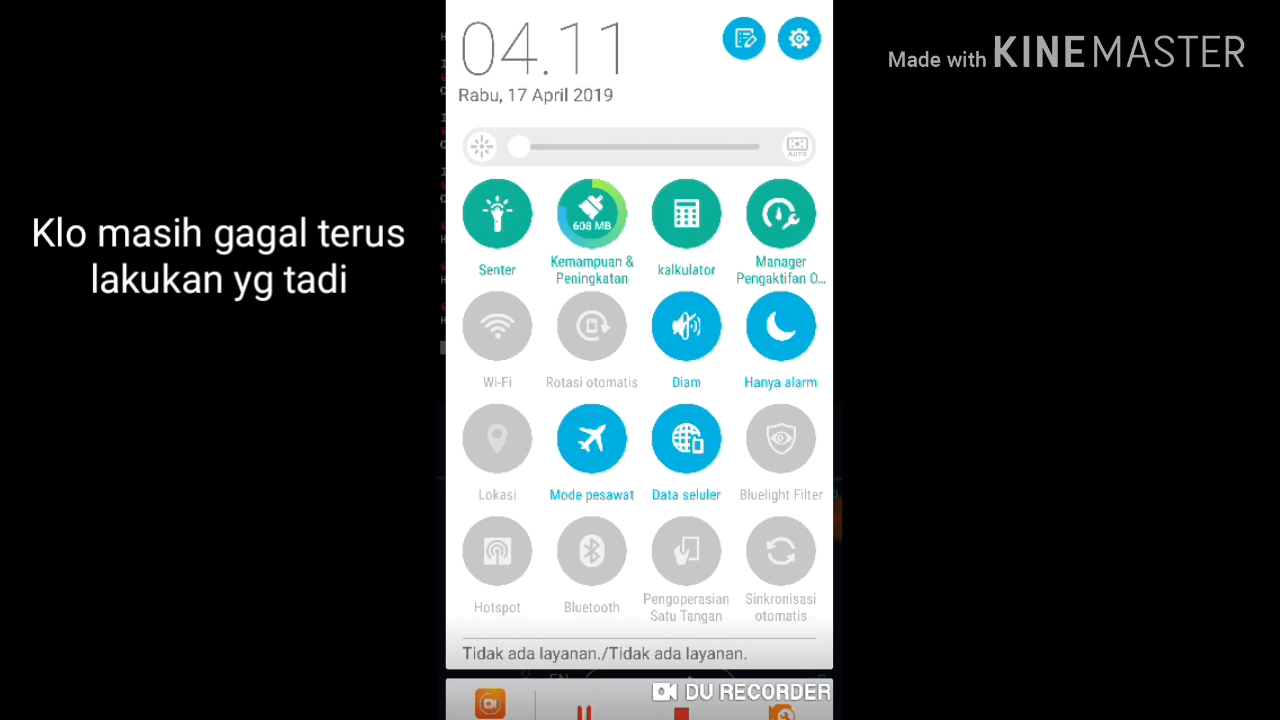 04.11
Rabu, 17 April 2019
Made with KINEMASTER
AUTO
Klo masih gagal terus
lakukan yg tadi
608 MB
Senter
Kemampuan &
Peningkatan
kalkulator
Manager
Pengaktifan O...
Wi-Fi
Rotasi otomatis
Diam
Hanya alarm
Lokasi
Mode pesawat
Data seluler
Bluelight Filter
Hotspot
Bluetooth
Pengoperasian
Satu Tangan
Sinkronisasi
otomatis
Tidak ada layanan./Tidak ada layanan.
DU RECORDER